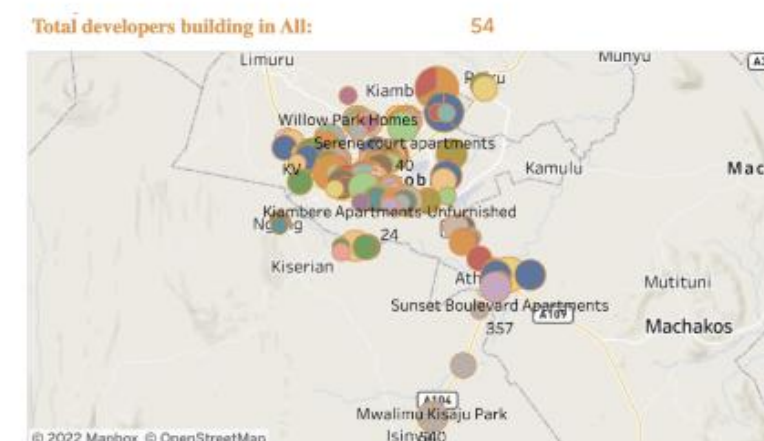 Total developers building in All: 54
Limuru
Munyu
Kiamb
Willow Park Homes
Serene court apartments
40
KV
ob
Kamulu
Mac
Kiambere Apartments-Unfurnished
24
Kiserian
Ath
Mutituni
Sunset Boulevard Apartments
A109
357
Machakos
A104
Mwalimu Kisaju Park
© 2022 Mapbox © OpenStreetMap